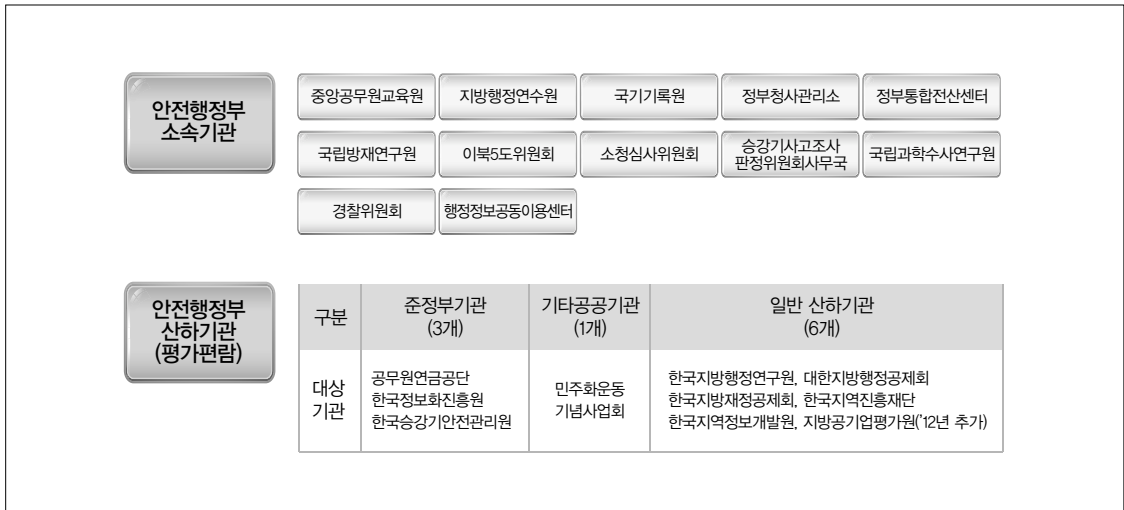 안전행정부
소속기관
중앙공무원교육원
지방행정연수원
국기기록원
정부청사관리소
정부통합전산센터
국립방재연구원
이북5도위원회
소청심사위원회
승강기사고조사
판정위원회사무국
국립과학수사연구원
경찰위원회
행정정보공동이용센터
안전행정부
산하기관
(평가편람)
구분
준정부기관
(3개)
기타공공기관
(1개)
일반 산하기관
(6개)
대상
기관
공무원연금공단
한국정보화진흥원
한국승강기안전관리원
민주화운동
기념사업회
한국지방행정연구원, 대한지방행정공제회
한국지방재정공제회, 한국지역진흥재단
한국지역정보개발원, 지방공기업평가원('12년 추가)